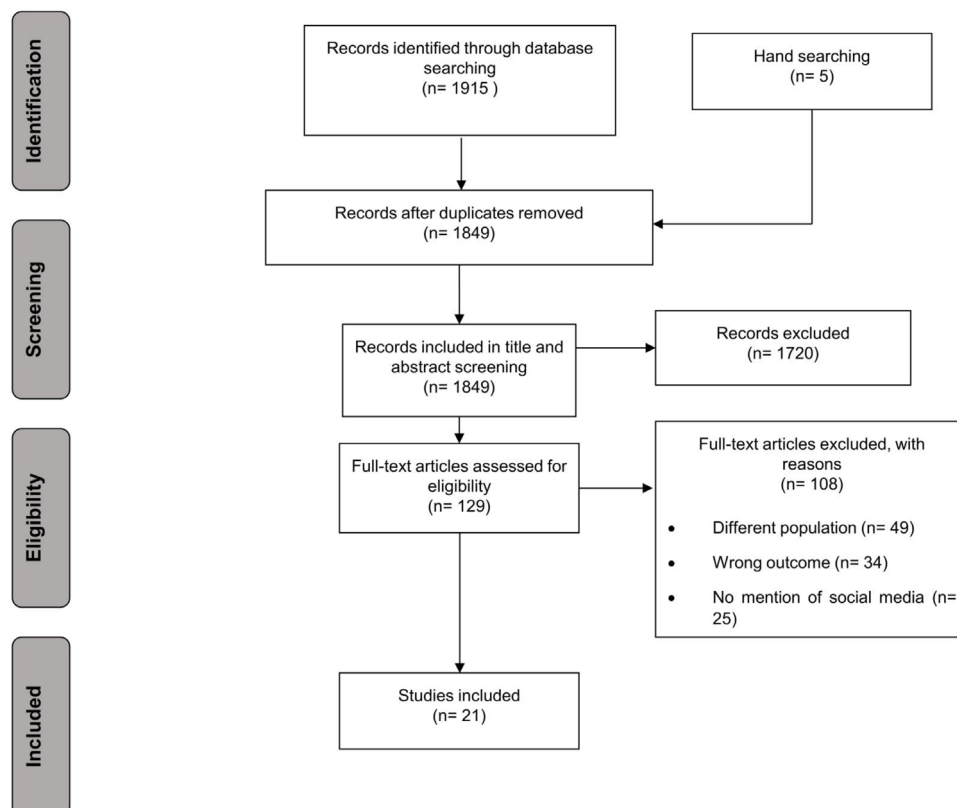 Identification
Records identified through database
searching
(n= 1915 )
Hand searching
(n= 5)
Records after duplicates removed
(n= 1849)
Screening
Records included in title and
abstract screening
(n= 1849)
Records excluded
(n= 1720)
Eligibility
Full-text articles assessed for
eligibility
(n= 129)
Full-text articles excluded, with
reasons
(n= 108)
• Different population (n= 49)
• Wrong outcome (n= 34)
• No mention of social media (n=
25)
Included
Studies included
(n= 21)